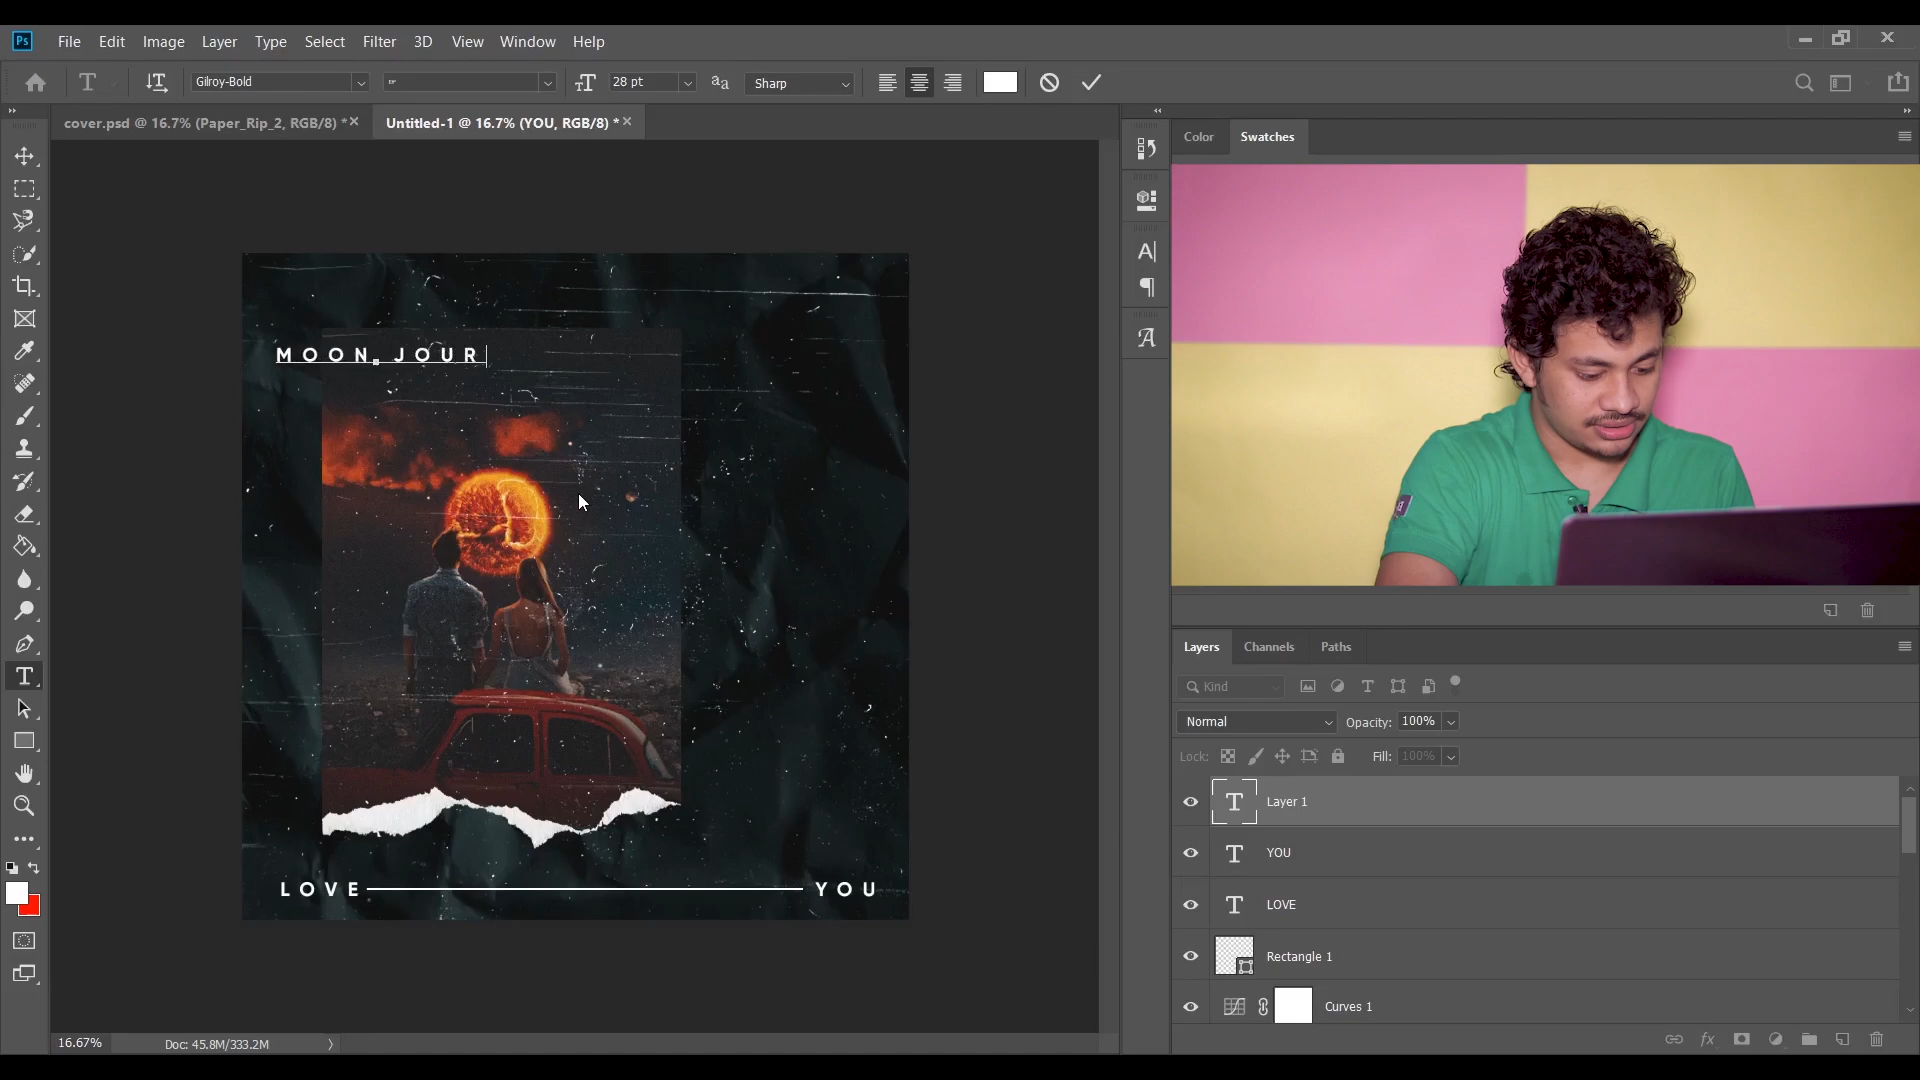 Ps File Edit Image Layer Type Select Filter 3D View Window Help
T Gilroy-Bold 28 pt aa Sharp
cover.psd @ 16.7% (Paper_Rip_2, RGB/8) * × Untitled-1 @ 16.7% (YOU, RGB/8) * ×
Color Swatches
MOON. JOUR
LOVE YOU
Layers Channels Paths
Kind
Normal Opacity: 100%
Lock: Fill: 100%
T Layer 1
T YOU
T LOVE
Rectangle 1
Curves 1
fx
16.67% Doc: 45.8M/333.2M